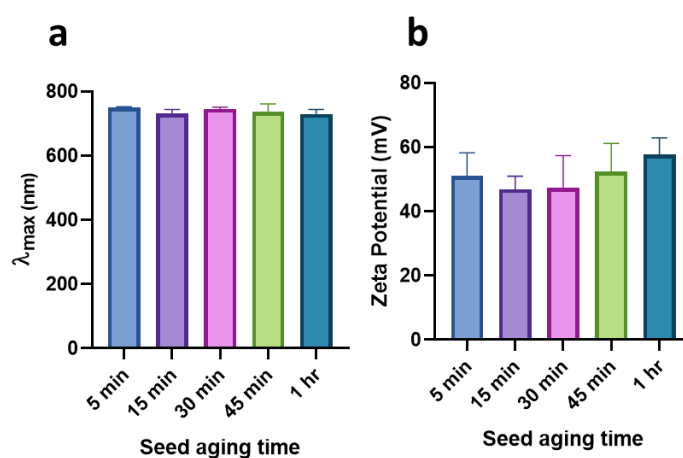 a
λmax (nm)
800
600
400
200
0
5 min
15 min
30 min
45 min
1 hr
Seed aging time
b
Zeta Potential (mV)
80
60
40
20
0
5 min
15 min
30 min
45 min
1 hr
Seed aging time